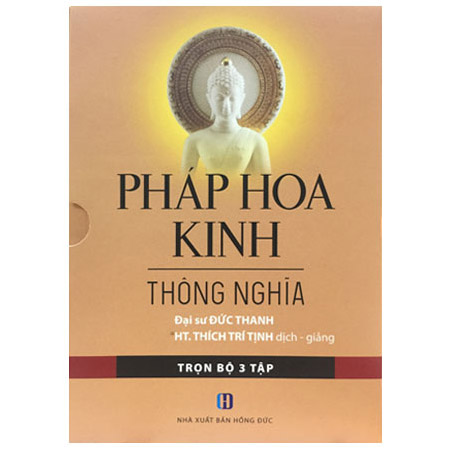 PHÁP HOA
KINH
THÔNG NGHĨA
Đại sư ĐỨC THANH
HT. THÍCH TRÍ TỊNH dịch - giảng
TRỌN BỘ 3 TẬP
H
NHÀ XUẤT BẢN HỒNG ĐỨC